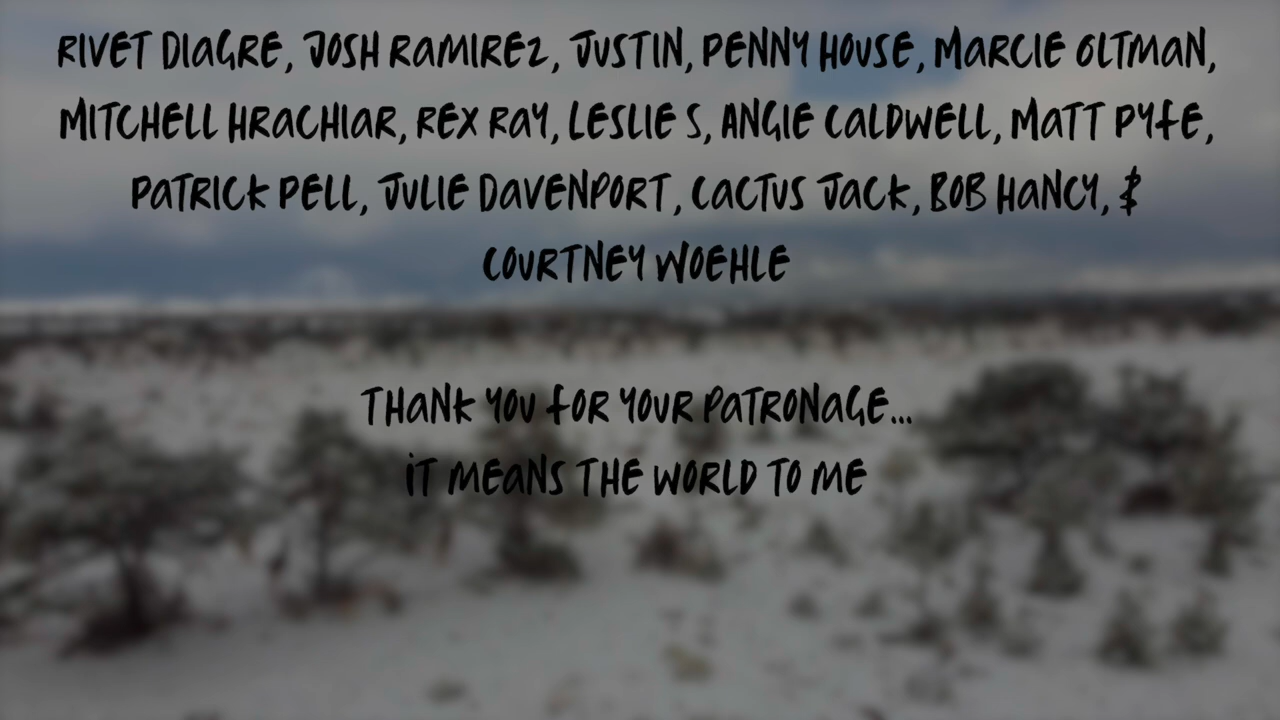 RIVET DIAGRE, JOSH RAMIREZ, JUSTIN, PENNY HOUSE, MARCIE OLTMAN,
MITCHELL HRACHIAR, REX RAY, LESLIE S, ANGIE CALDWELL, MATT PYFE,
PATRICK PELL, JULIE DAVENPORT, CACTUS JACK, BOB HANCY, &
COURTNEY WOEHLE
THANK YOU FOR YOUR PATRONAGE...
IT MEANS THE WORLD TO ME